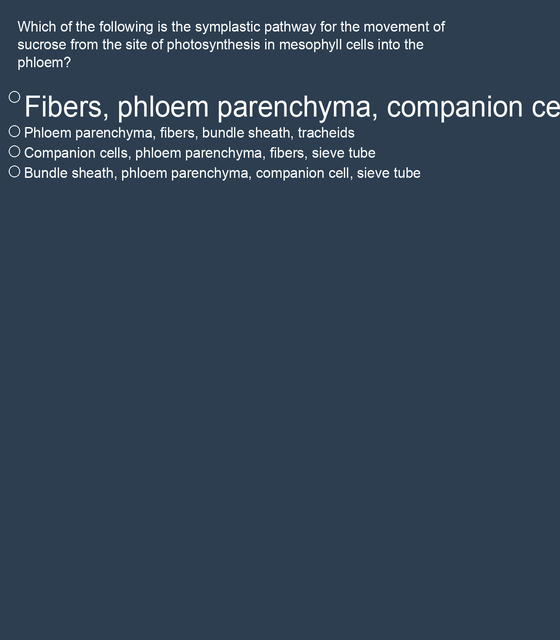 Which of the following is the symplastic pathway for the movement of
sucrose from the site of photosynthesis in mesophyll cells into the
phloem?
Fibers, phloem parenchyma, companion ce
Phloem parenchyma, fibers, bundle sheath, tracheids
Companion cells, phloem parenchyma, fibers, sieve tube
Bundle sheath, phloem parenchyma, companion cell, sieve tube